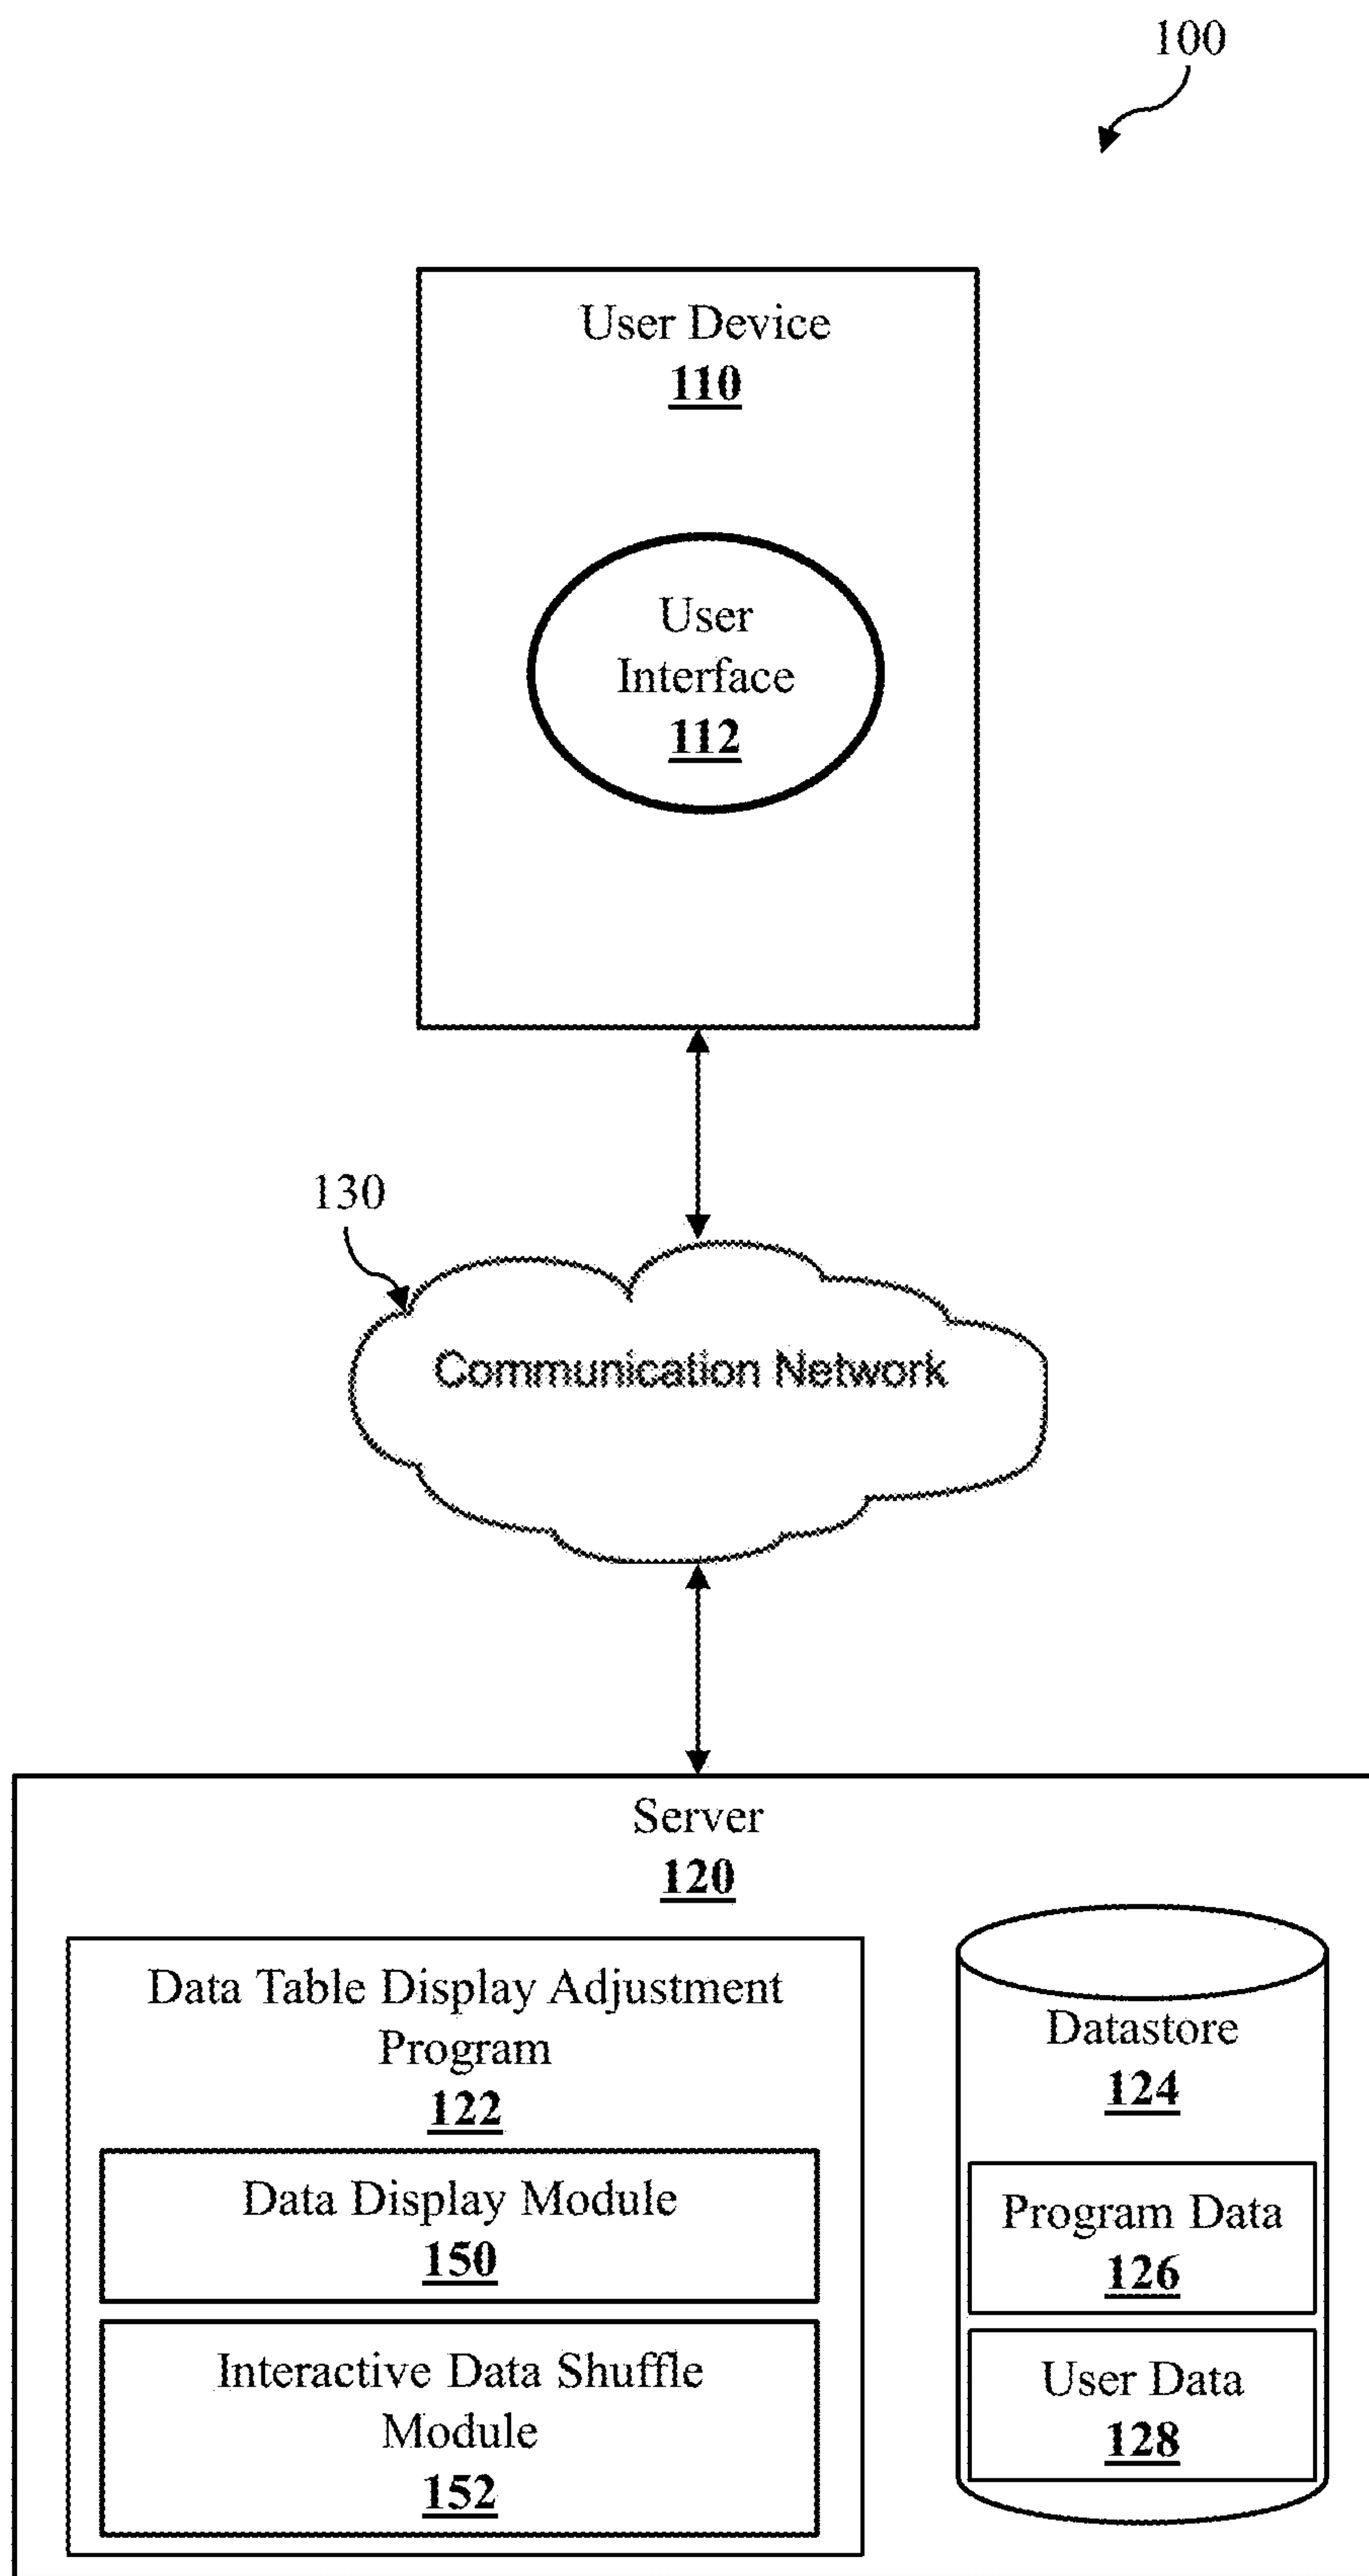 100
User Device
110
User
Interface
112
130
Communication Network
Server
120
Data Table Display Adjustment
Program
122
Data Display Module
150
Interactive Data Shuffle
Module
152
Datastore
124
Program Data
126
User Data
128